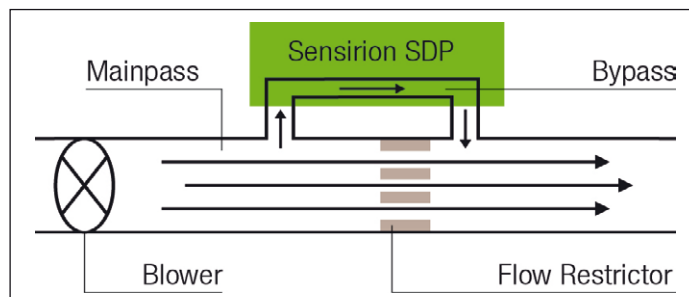 Sensirion SDP
Mainpass
Bypass
Blower
Flow Restrictor